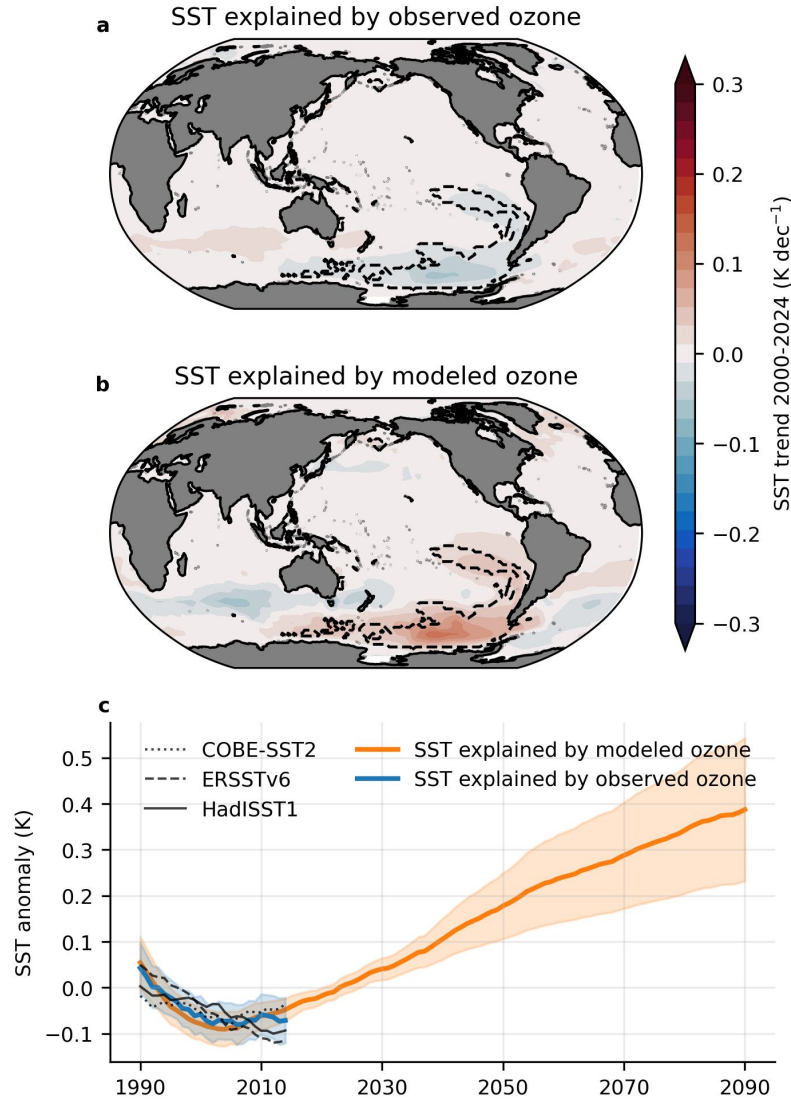 a
SST explained by observed ozone
b
SST explained by modeled ozone
0.3
0.2
0.1
0.0
−0.1
−0.2
−0.3
SST trend 2000-2024 (K dec⁻¹)
c
COBE-SST2
ERSSTv6
HadISST1
SST explained by modeled ozone
SST explained by observed ozone
SST anomaly (K)
0.5
0.4
0.3
0.2
0.1
0.0
−0.1
1990 2010 2030 2050 2070 2090